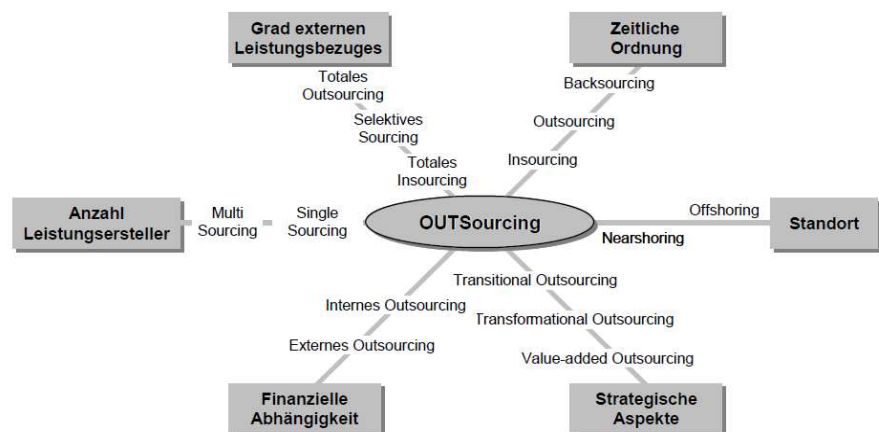 Grad externen
Leistungsbezuges
Zeitliche
Ordnung
Totales
Outsourcing
Selektives
Sourcing
Totales
Insourcing
Backsourcing
Outsourcing
Insourcing
Anzahl
Leistungsersteller
Multi
Sourcing
Single
Sourcing
OUTSourcing
Offshoring
Nearshoring
Standort
Internes Outsourcing
Externes Outsourcing
Transitional Outsourcing
Transformational Outsourcing
Value-added Outsourcing
Finanzielle
Abhängigkeit
Strategische
Aspekte